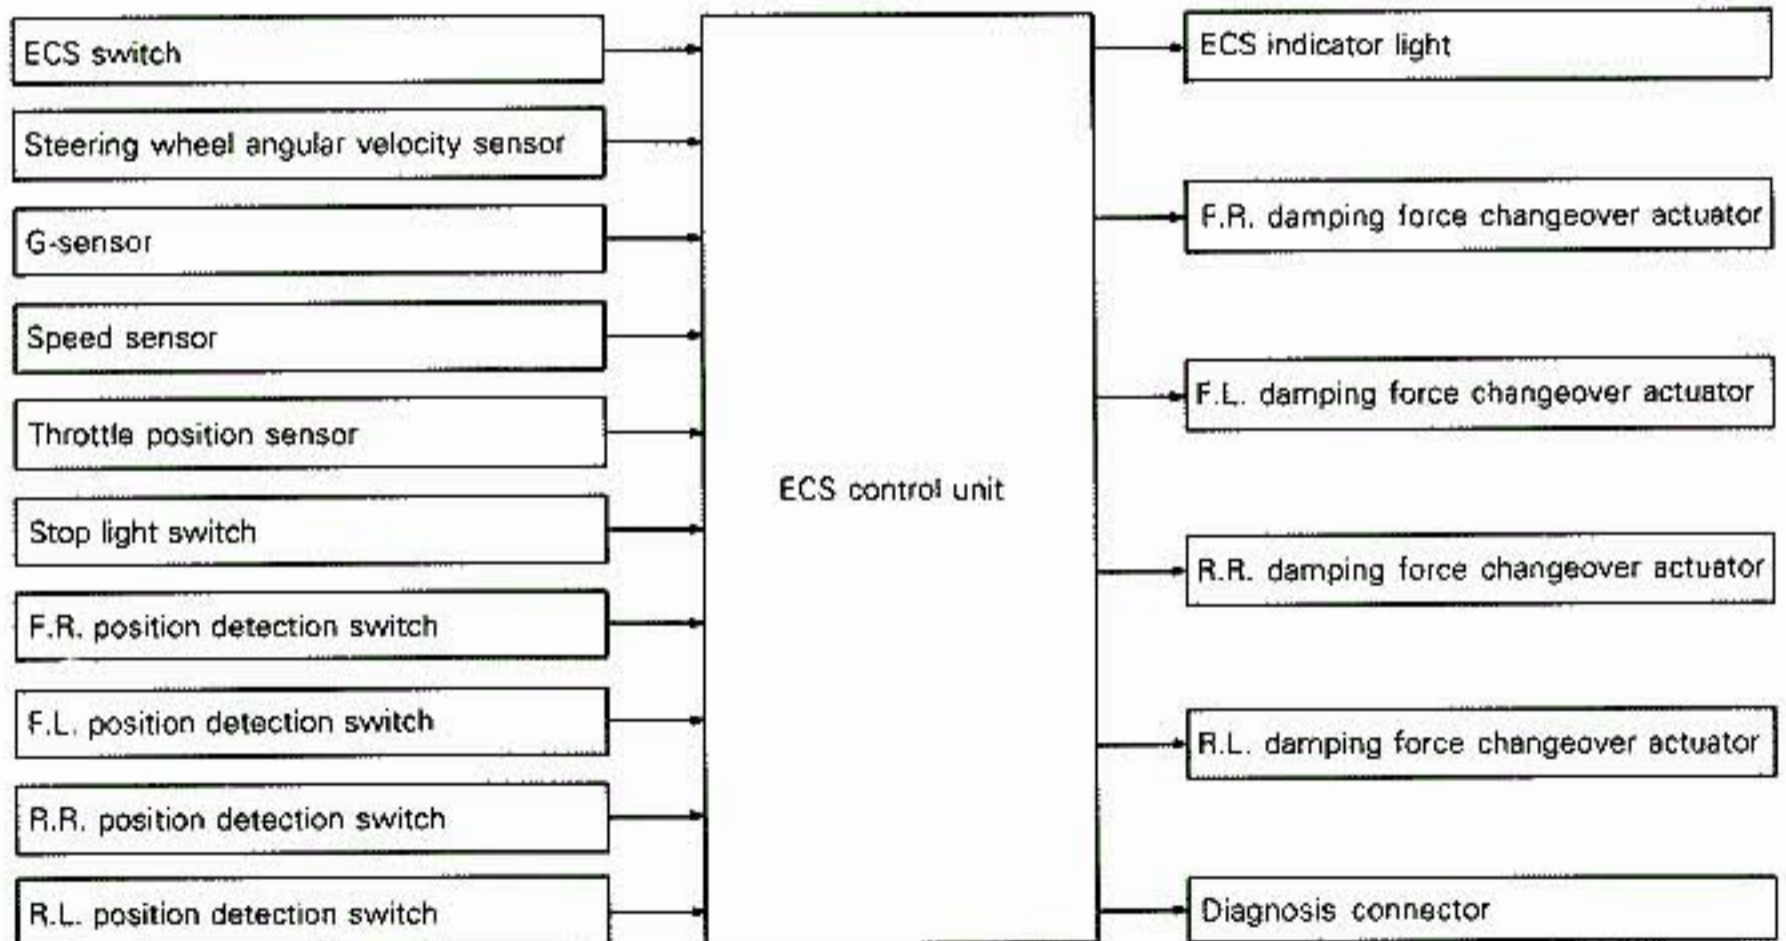 ECS switch
Steering wheel angular velocity sensor
G-sensor
Speed sensor
Throttle position sensor
Stop light switch
F.R. position detection switch
F.L. position detection switch
R.R. position detection switch
R.L. position detection switch
ECS control unit
ECS indicator light
F.R. damping force changeover actuator
F.L. damping force changeover actuator
R.R. damping force changeover actuator
R.L. damping force changeover actuator
Diagnosis connector